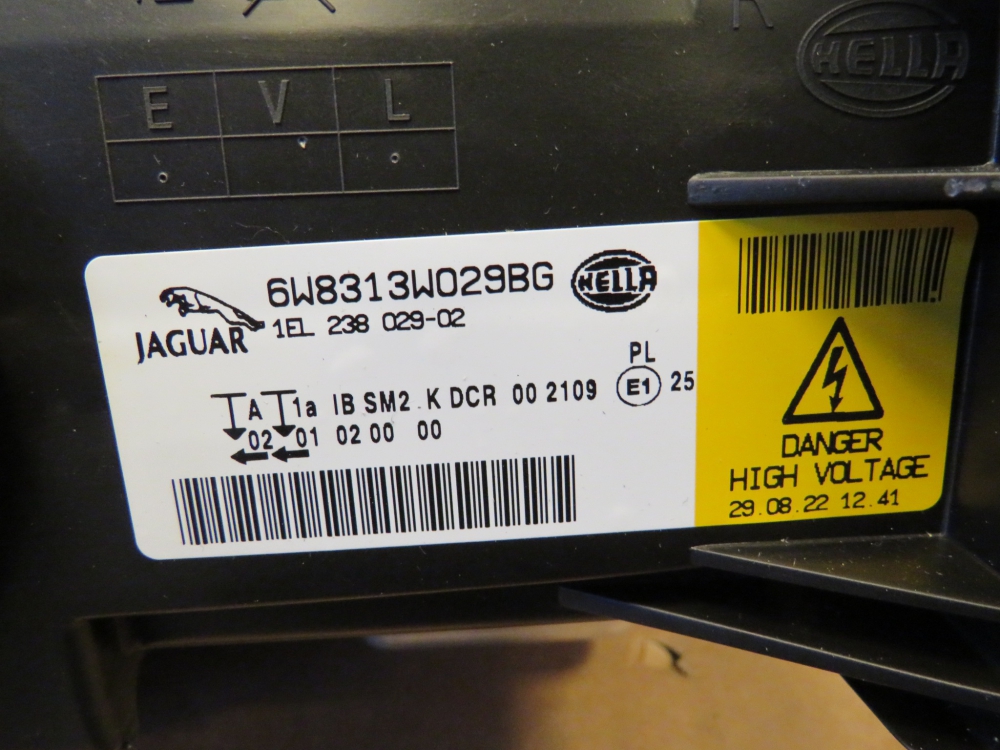 E V L
HELLA
JAGUAR
6W8313W029BG
HELLA
1EL 238 029-02
A 1a IB SM2 K DCR 00 2109
02 01 02 00 00
PL
E1 25
DANGER
HIGH VOLTAGE
29.08.22 12.41